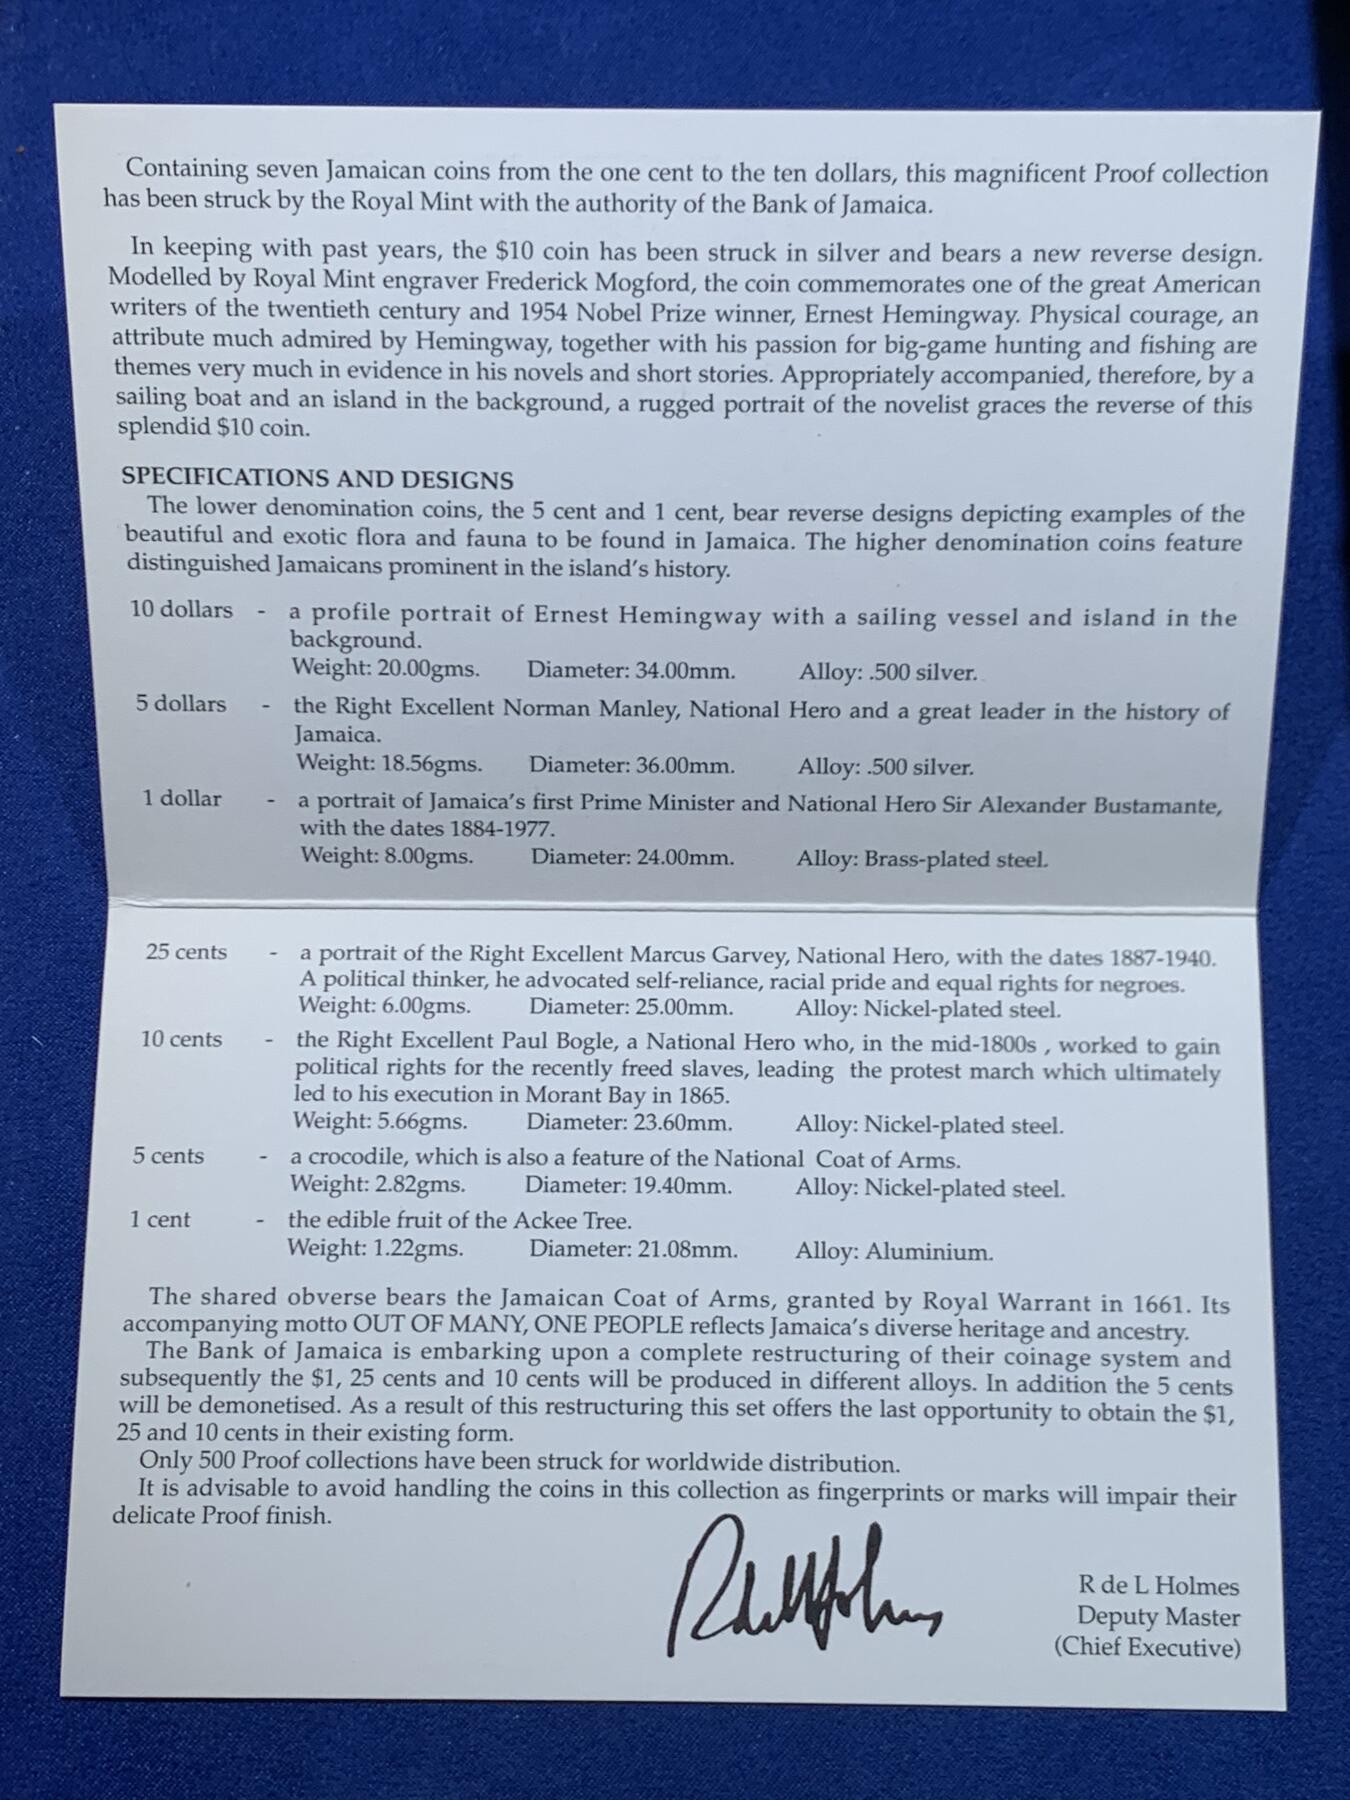 Containing seven Jamaican coins from the one cent to the ten dollars, this magnificent Proof collection
has been struck by the Royal Mint with the authority of the Bank of Jamaica.
In keeping with past years, the $10 coin has been struck in silver and bears a new reverse design.
Modelled by Royal Mint engraver Frederick Mogford, the coin commemorates one of the great American
writers of the twentieth century and 1954 Nobel Prize winner, Ernest Hemingway. Physical courage, an
attribute much admired by Hemingway, together with his passion for big-game hunting and fishing are
themes very much in evidence in his novels and short stories. Appropriately accompanied, therefore, by a
sailing boat and an island in the background, a rugged portrait of the novelist graces the reverse of this
splendid $10 coin.
SPECIFICATIONS AND DESIGNS
The lower denomination coins, the 5 cent and 1 cent, bear reverse designs depicting examples of the
beautiful and exotic flora and fauna to be found in Jamaica. The higher denomination coins feature
distinguished Jamaicans prominent in the island's history.
10 dollars - a profile portrait of Ernest Hemingway with a sailing vessel and island in the
background.
Weight: 20.00gms. Diameter: 34.00mm. Alloy: .500 silver.
5 dollars - the Right Excellent Norman Manley, National Hero and a great leader in the history of
Jamaica.
Weight: 18.56gms. Diameter: 36.00mm. Alloy: .500 silver.
1 dollar - a portrait of Jamaica's first Prime Minister and National Hero Sir Alexander Bustamante,
with the dates 1884-1977.
Weight: 8.00gms. Diameter: 24.00mm. Alloy: Brass-plated steel.
25 cents - a portrait of the Right Excellent Marcus Garvey, National Hero, with the dates 1887-1940.
A political thinker, he advocated self-reliance, racial pride and equal rights for negroes.
Weight: 6.00gms. Diameter: 25.00mm. Alloy: Nickel-plated steel.
10 cents - the Right Excellent Paul Bogle, a National Hero who, in the mid-1800s , worked to gain
political rights for the recently freed slaves, leading the protest march which ultimately
led to his execution in Morant Bay in 1865.
Weight: 5.66gms. Diameter: 23.60mm. Alloy: Nickel-plated steel.
5 cents - a crocodile, which is also a feature of the National Coat of Arms.
Weight: 2.82gms. Diameter: 19.40mm. Alloy: Nickel-plated steel.
1 cent - the edible fruit of the Ackee Tree.
Weight: 1.22gms. Diameter: 21.08mm. Alloy: Aluminium.
The shared obverse bears the Jamaican Coat of Arms, granted by Royal Warrant in 1661. Its
accompanying motto OUT OF MANY, ONE PEOPLE reflects Jamaica's diverse heritage and ancestry.
The Bank of Jamaica is embarking upon a complete restructuring of their coinage system and
subsequently the $1, 25 cents and 10 cents will be produced in different alloys. In addition the 5 cents
will be demonetised. As a result of this restructuring this set offers the last opportunity to obtain the $1,
25 and 10 cents in their existing form.
Only 500 Proof collections have been struck for worldwide distribution.
It is advisable to avoid handling the coins in this collection as fingerprints or marks will impair their
delicate Proof finish.
R de L Holmes
Deputy Master
(Chief Executive)